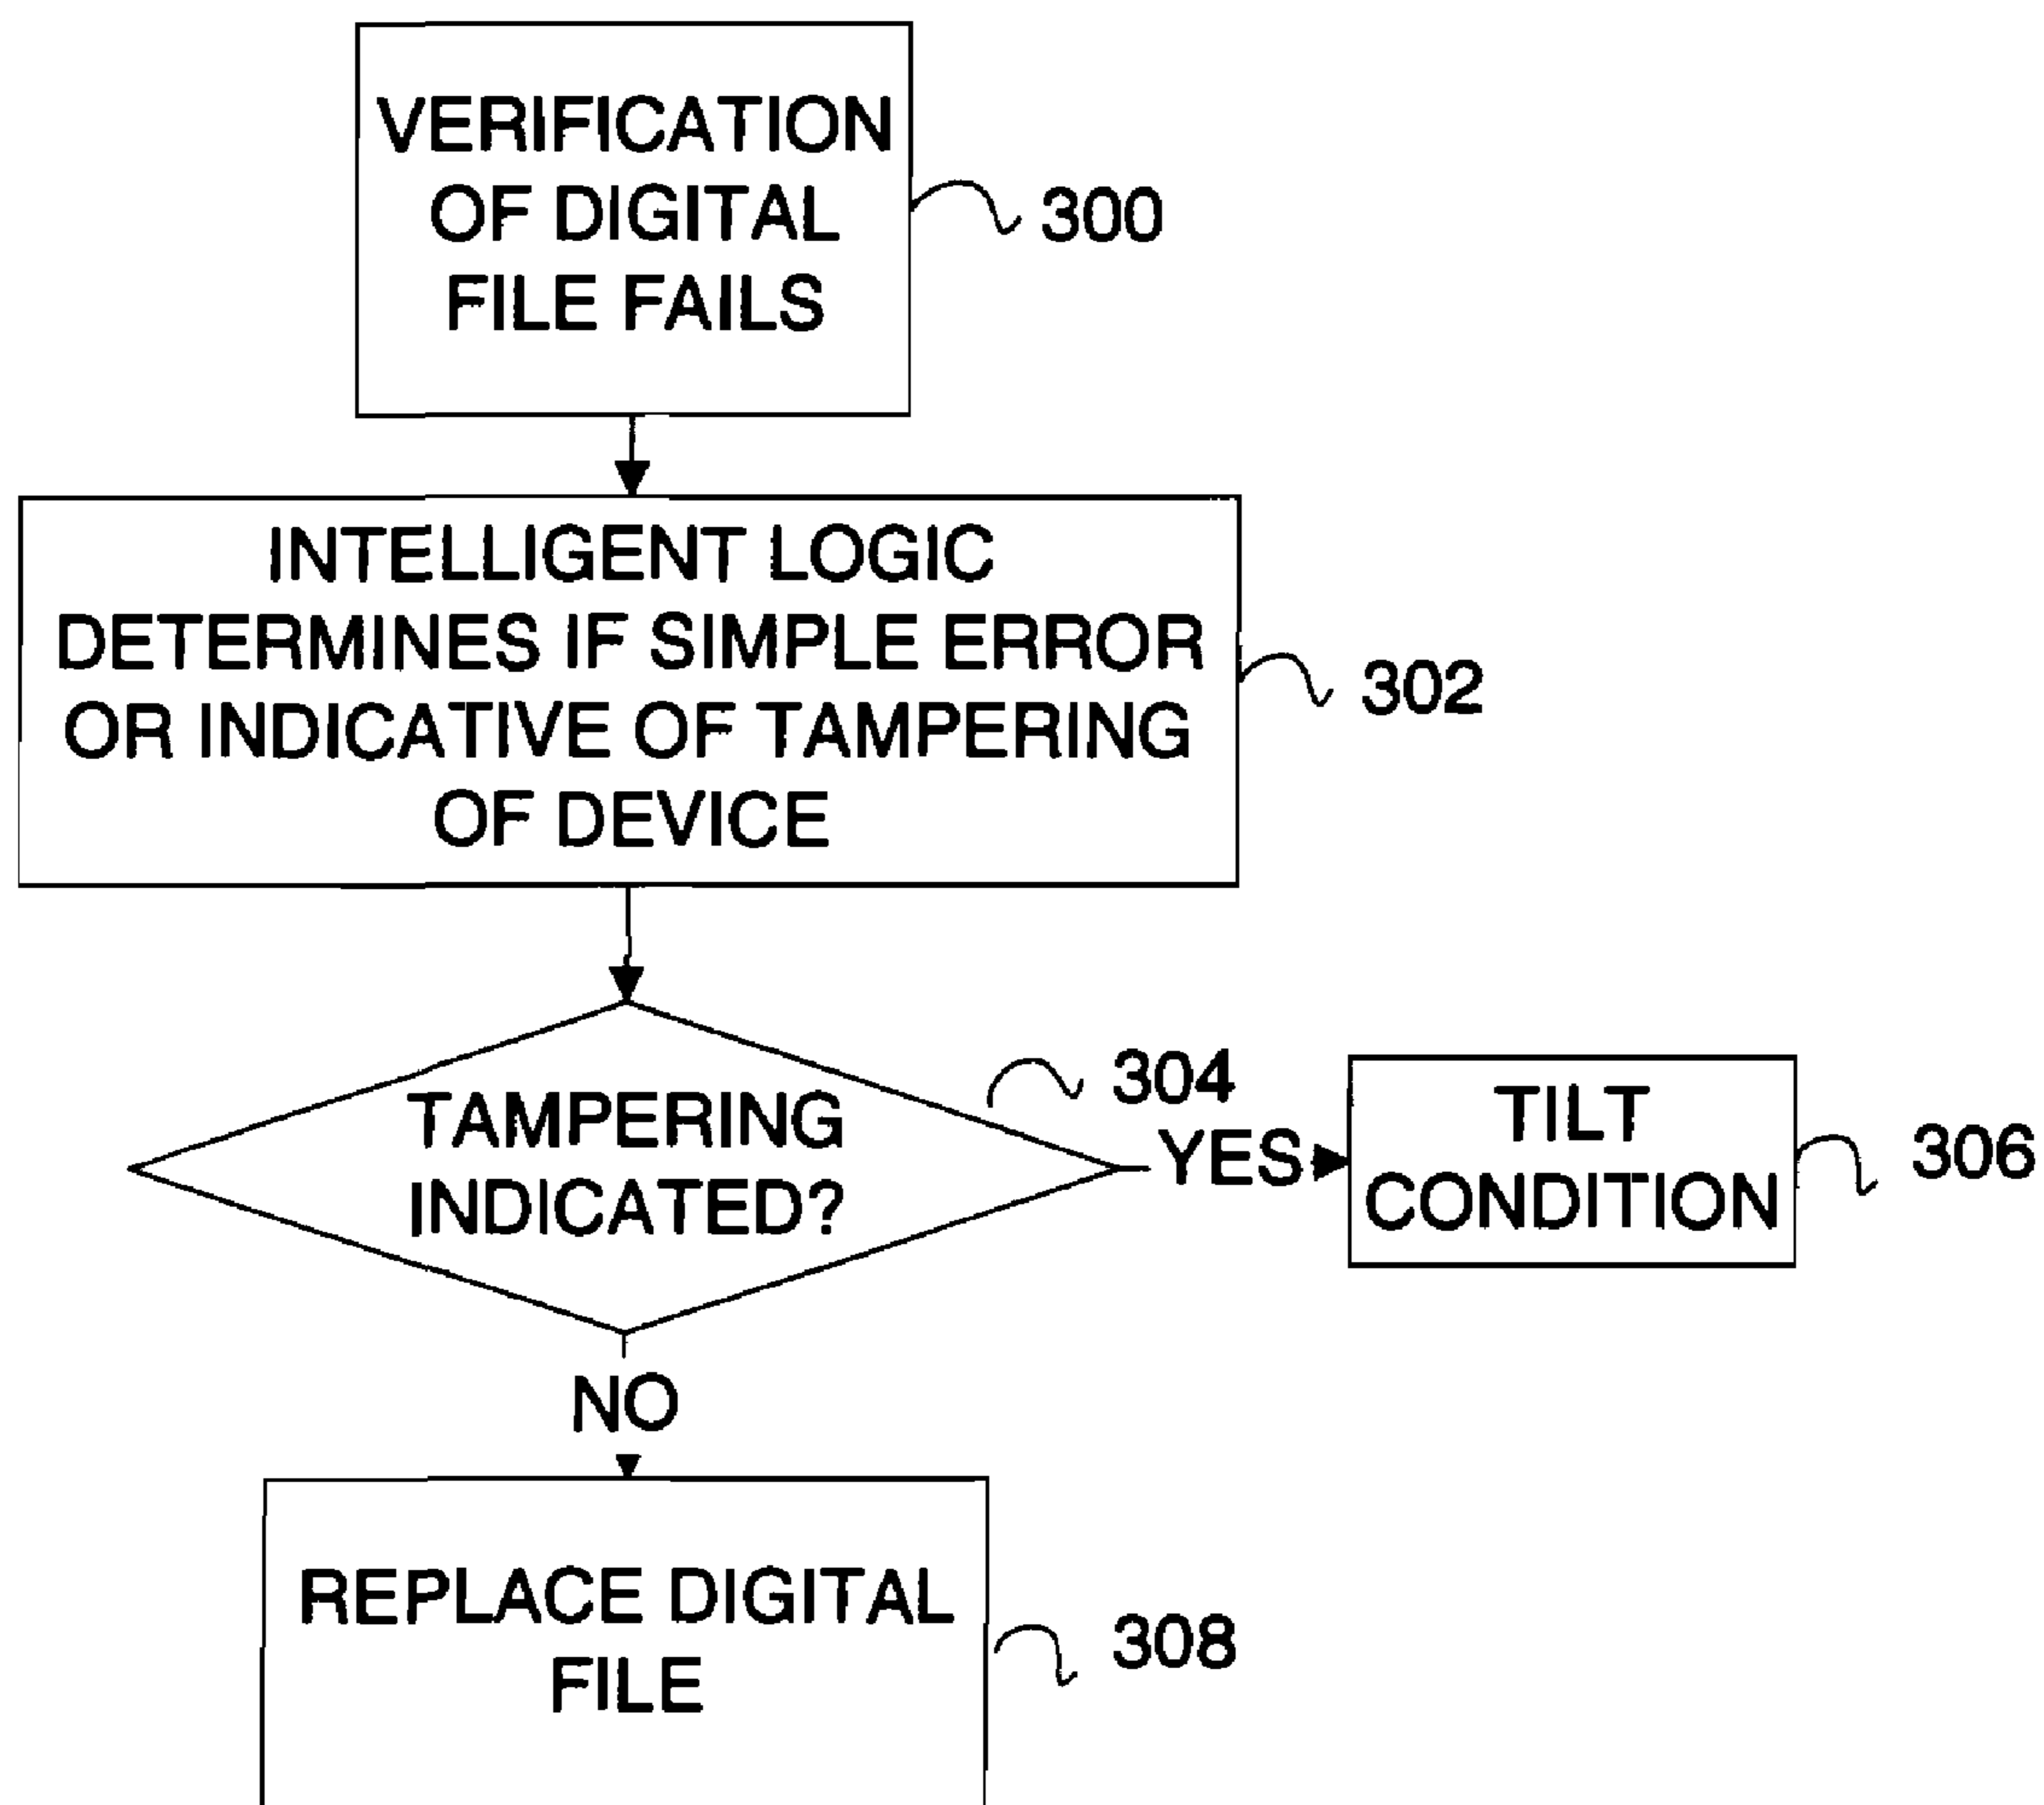 VERIFICATION
OF DIGITAL
FILE FAILS
300
INTELLIGENT LOGIC
DETERMINES IF SIMPLE ERROR
OR INDICATIVE OF TAMPERING
OF DEVICE
302
TAMPERING
INDICATED?
304
YES
TILT
CONDITION
306
NO
REPLACE DIGITAL
FILE
308